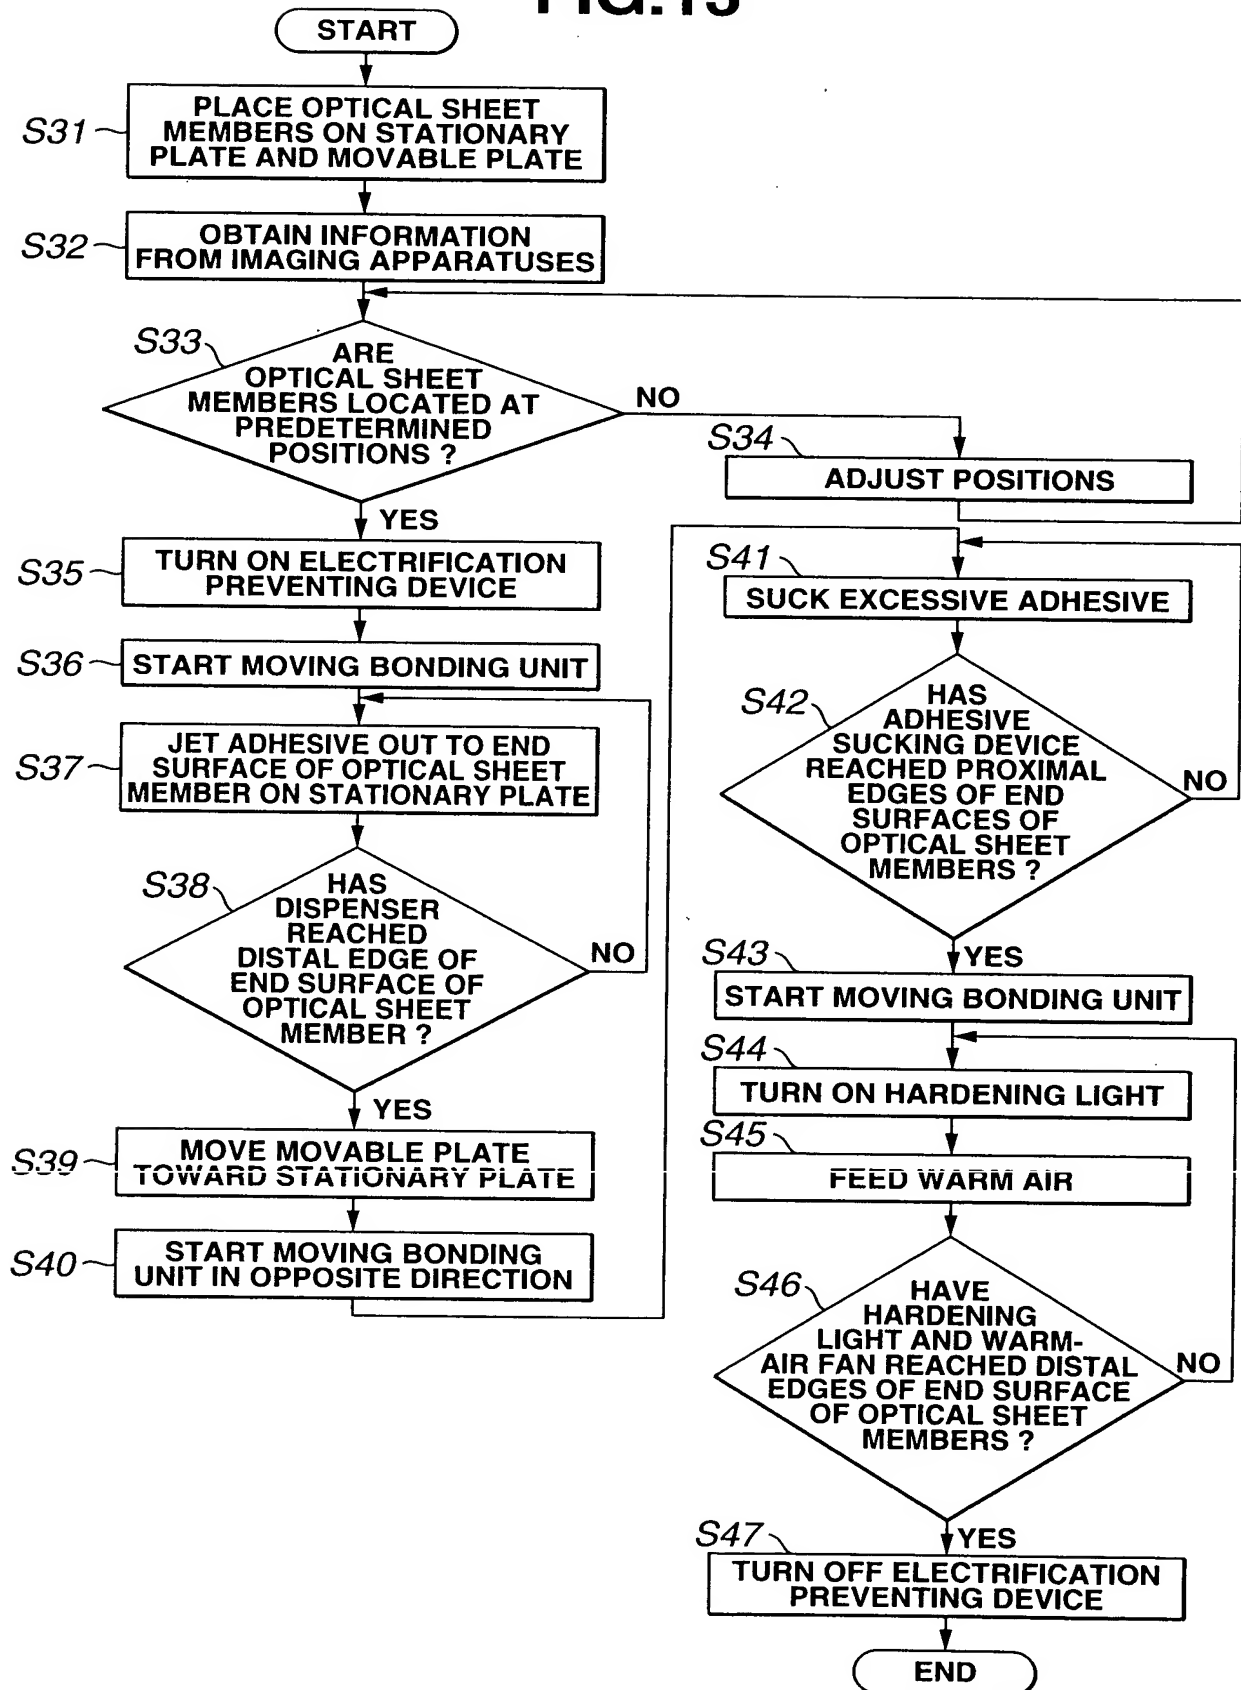 FIG.13
START
S31
PLACE OPTICAL SHEET
MEMBERS ON STATIONARY
PLATE AND MOVABLE PLATE
S32
OBTAIN INFORMATION
FROM IMAGING APPARATUSES
S33
ARE
OPTICAL SHEET
MEMBERS LOCATED AT
PREDETERMINED
POSITIONS ?
NO
YES
S34
ADJUST POSITIONS
S35
TURN ON ELECTRIFICATION
PREVENTING DEVICE
S36
START MOVING BONDING UNIT
S37
JET ADHESIVE OUT TO END
SURFACE OF OPTICAL SHEET
MEMBER ON STATIONARY PLATE
S38
HAS
DISPENSER
REACHED
DISTAL EDGE OF
END SURFACE OF
OPTICAL SHEET
MEMBER ?
NO
YES
S39
MOVE MOVABLE PLATE
TOWARD STATIONARY PLATE
S40
START MOVING BONDING
UNIT IN OPPOSITE DIRECTION
S41
SUCK EXCESSIVE ADHESIVE
S42
HAS
ADHESIVE
SUCKING DEVICE
REACHED PROXIMAL
EDGES OF END
SURFACES OF
OPTICAL SHEET
MEMBERS ?
NO
YES
S43
START MOVING BONDING UNIT
S44
TURN ON HARDENING LIGHT
S45
FEED WARM AIR
S46
HAVE
HARDENING
LIGHT AND WARM-
AIR FAN REACHED DISTAL
EDGES OF END SURFACE
OF OPTICAL SHEET
MEMBERS ?
NO
YES
S47
TURN OFF ELECTRIFICATION
PREVENTING DEVICE
END